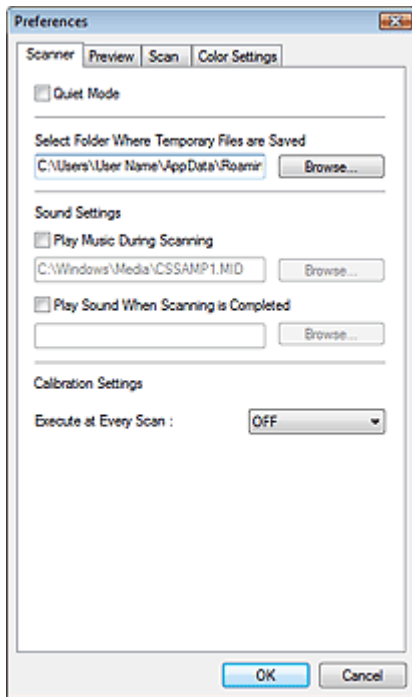 Preferences
Scanner Preview Scan Color Settings
Quiet Mode
Select Folder Where Temporary Files are Saved
C:\Users\User Name\AppData\Roamin Browse...
Sound Settings
Play Music During Scanning
C:\Windows\Media\CSSAMP1.MID Browse...
Play Sound When Scanning is Completed
Browse...
Calibration Settings
Execute at Every Scan : OFF
OK Cancel